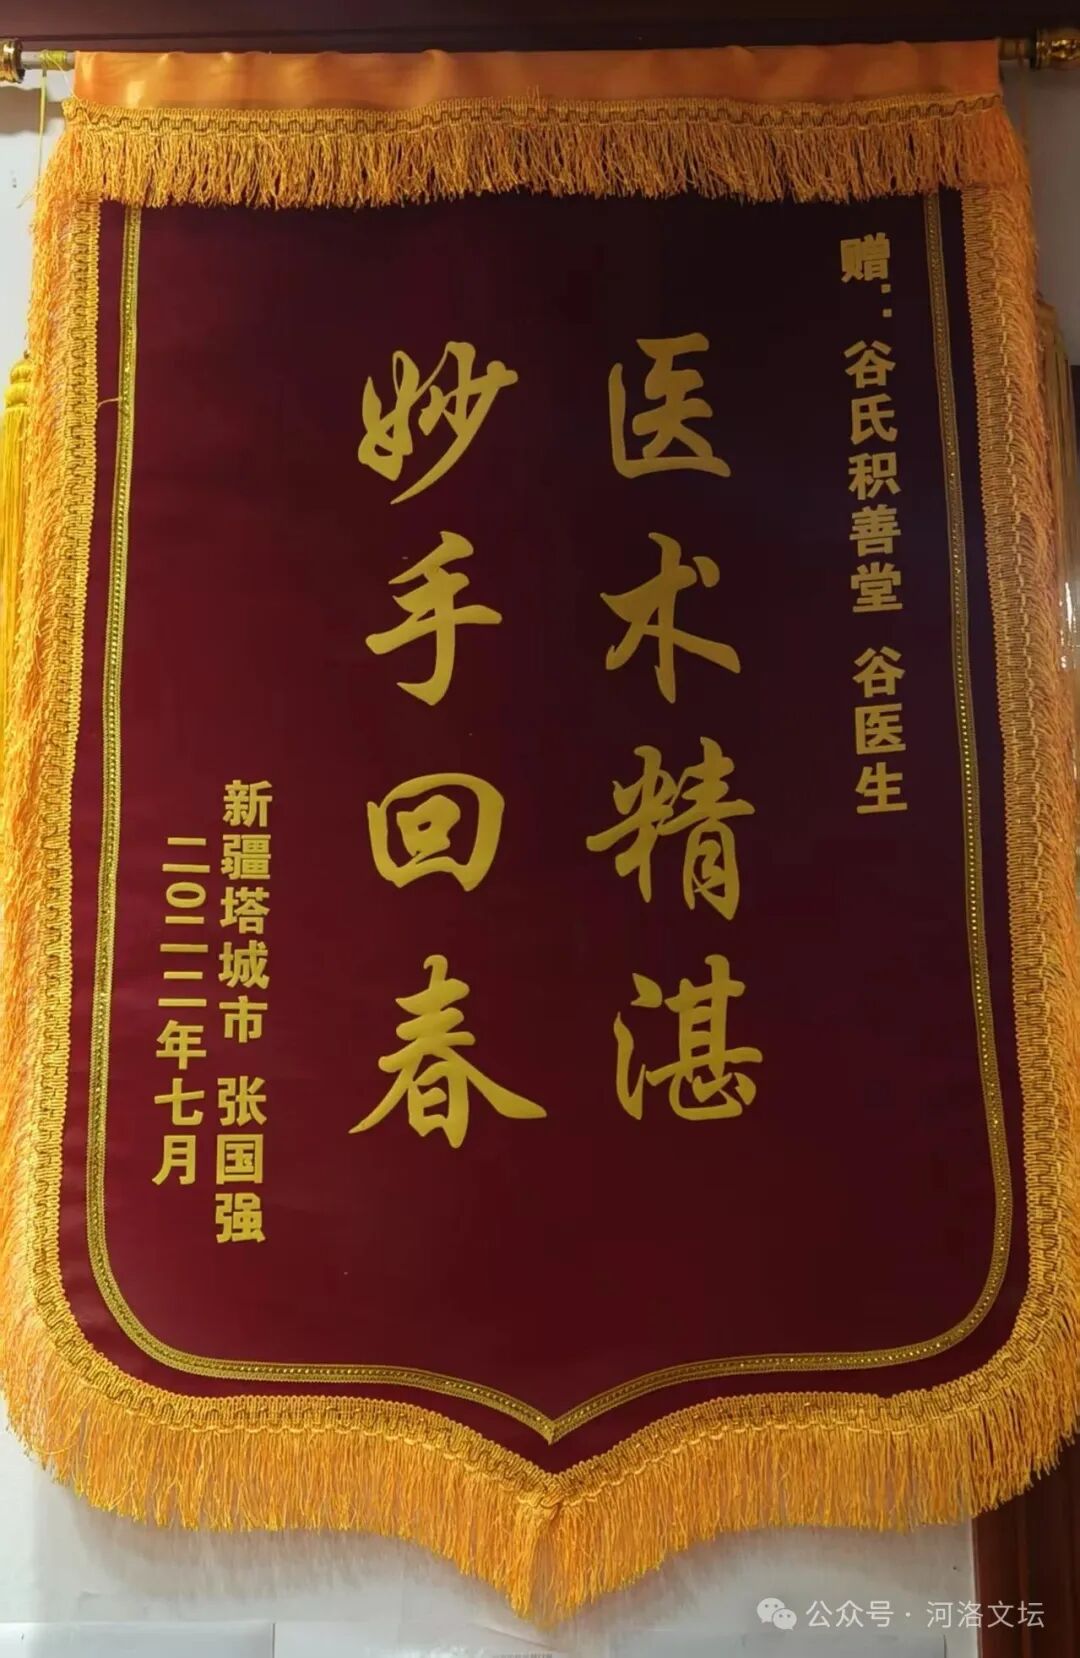 赠：谷氏积善堂 谷医生
医术精湛
妙手回春
新疆塔城市 张国强
二〇二二年七月
公众号·河洛文坛